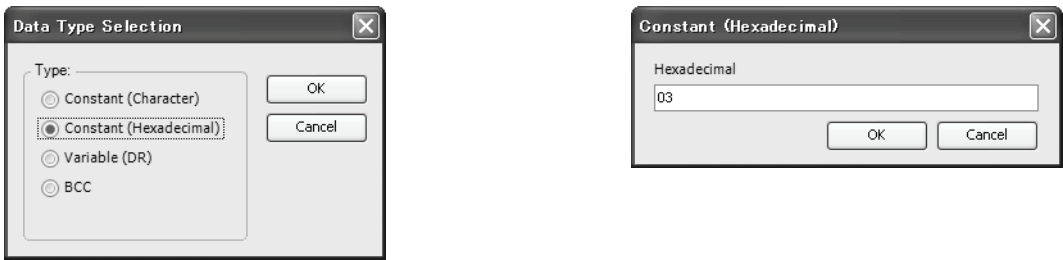 Data Type Selection
Type:
Constant (Character)
Constant (Hexadecimal)
Variable (DR)
BCC
OK
Cancel
Constant (Hexadecimal)
Hexadecimal
03
OK
Cancel